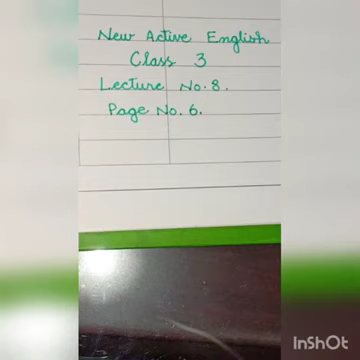 New Active English
Class 3
Lecture No.8.
Page No.6.
InShOt